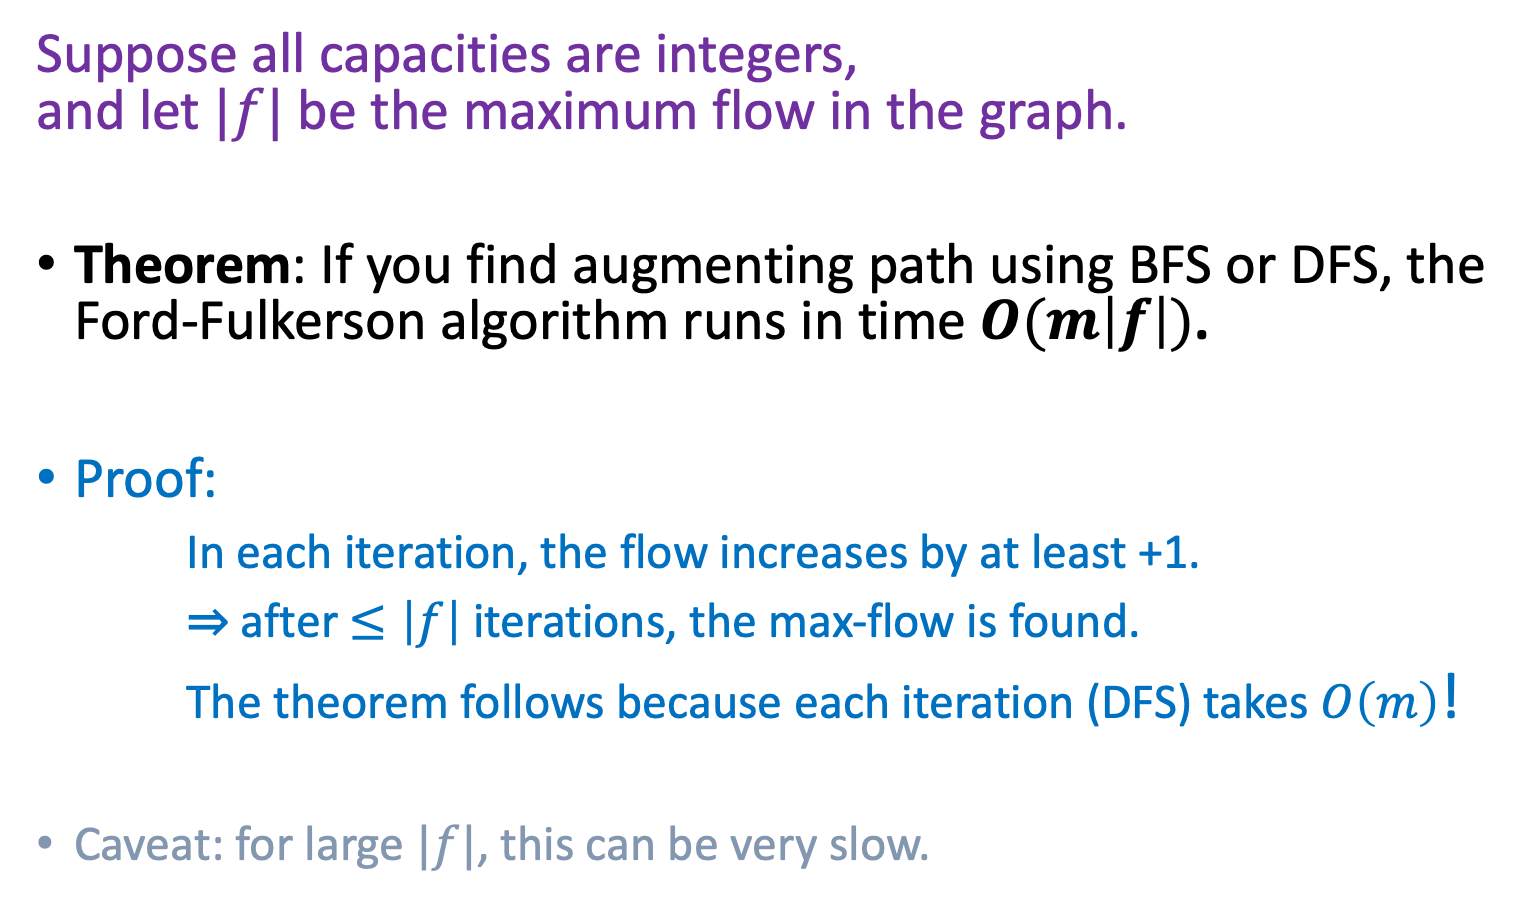 Suppose all capacities are integers,
and let |𝑓| be the maximum flow in the graph.
• Theorem: If you find augmenting path using BFS or DFS, the
Ford-Fulkerson algorithm runs in time 𝑶(𝒎|𝒇|).
• Proof:
In each iteration, the flow increases by at least +1.
⇒ after ≤ |𝑓| iterations, the max-flow is found.
The theorem follows because each iteration (DFS) takes 𝑂(𝑚)!
• Caveat: for large |𝑓|, this can be very slow.